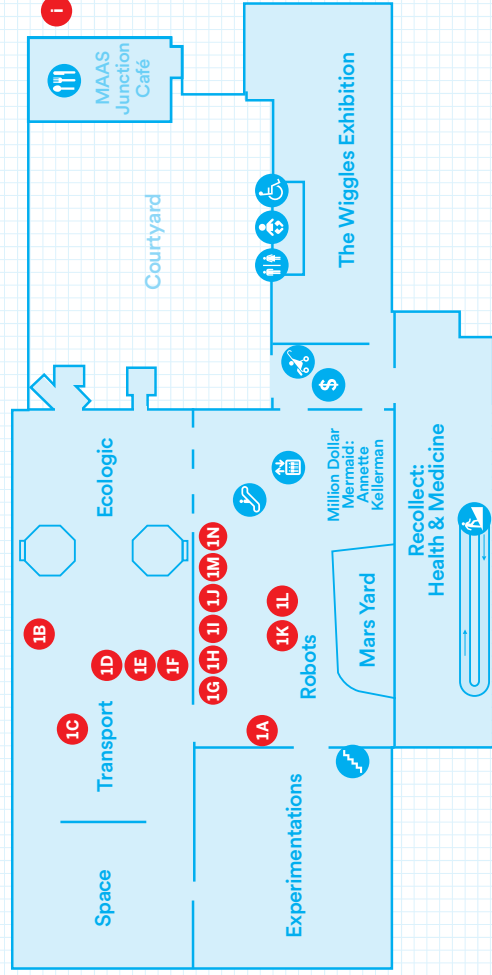 i
MAAS
Junction
Café
Courtyard
The Wiggles Exhibition
$
Ecologic
Million Dollar
Mermaid:
Annette
Kellerman
Recollect:
Health & Medicine
1N
1M
1J
1I
1H
1G
1L
1K
1B
1D
1E
1F
1C
1A
Robots
Mars Yard
Transport
Space
Experimentations